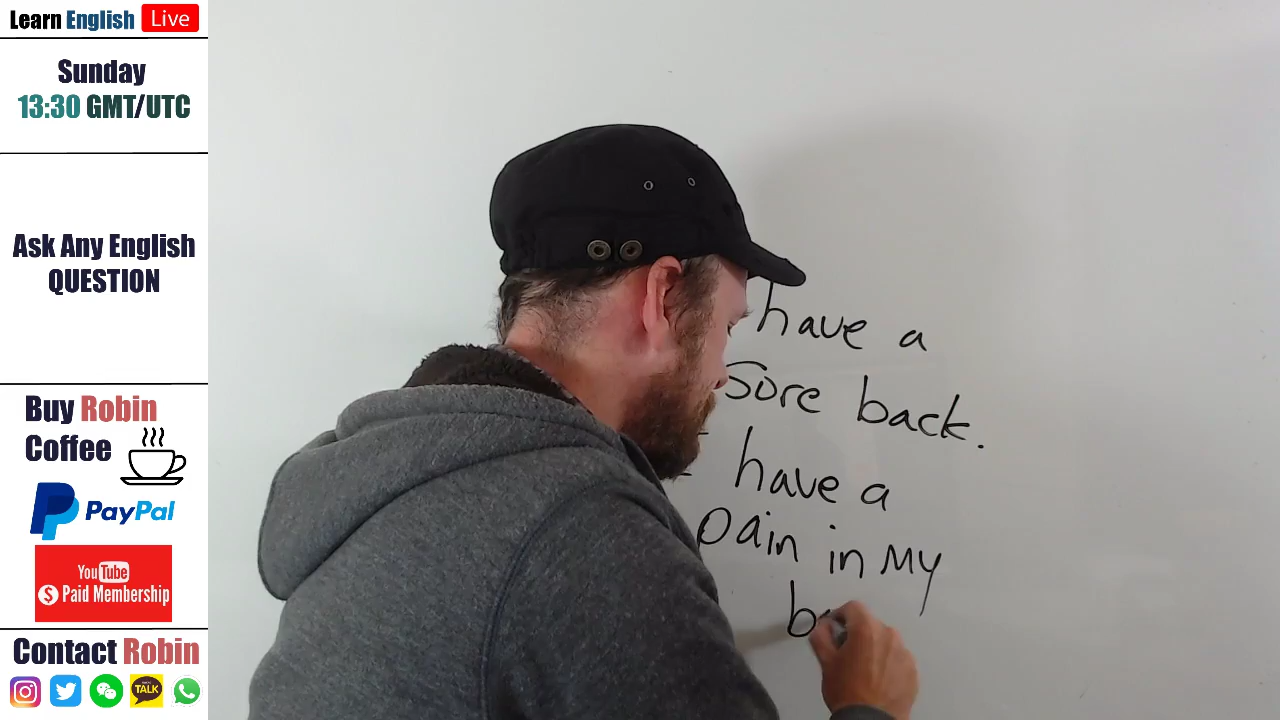 Learn English Live
Sunday
13:30 GMT/UTC
Ask Any English
QUESTION
Buy Robin
Coffee
PayPal
YouTube
$ Paid Membership
Contact Robin
TALK
have a
Sore back.
have a
pain in My